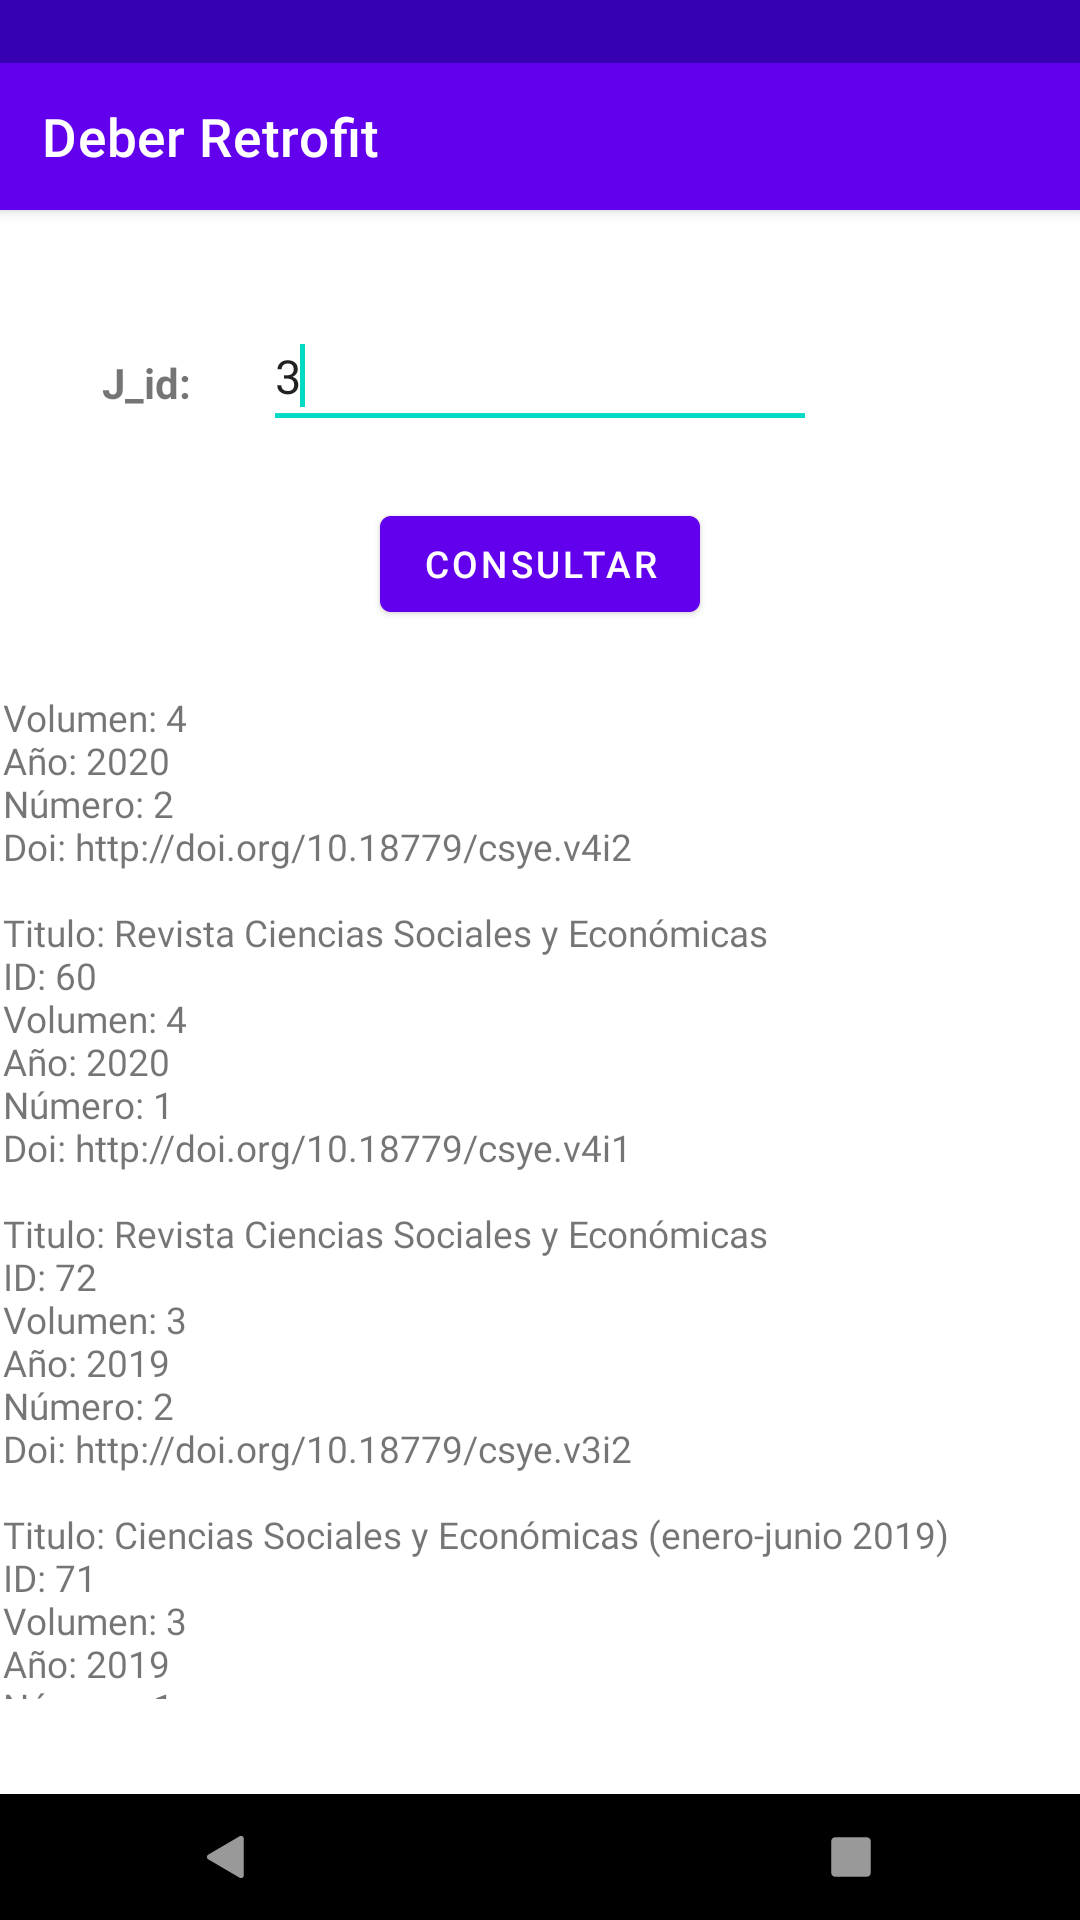 Deber Retrofit
J_id:
3
CONSULTAR
Volumen: 4
Año: 2020
Número: 2
Doi: http://doi.org/10.18779/csye.v4i2
Titulo: Revista Ciencias Sociales y Económicas
ID: 60
Volumen: 4
Año: 2020
Número: 1
Doi: http://doi.org/10.18779/csye.v4i1
Titulo: Revista Ciencias Sociales y Económicas
ID: 72
Volumen: 3
Año: 2019
Número: 2
Doi: http://doi.org/10.18779/csye.v3i2
Titulo: Ciencias Sociales y Económicas (enero-junio 2019)
ID: 71
Volumen: 3
Año: 2019